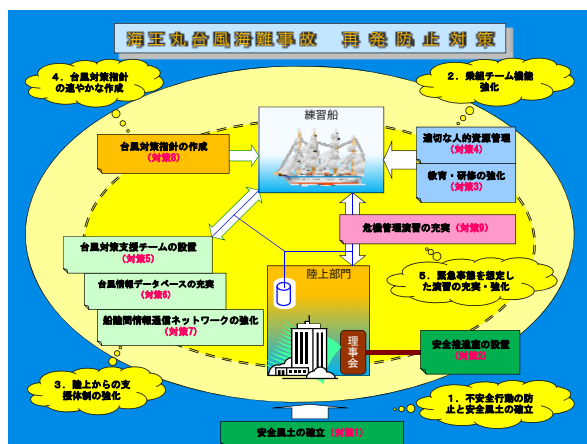 海王丸台風海難事故　再発防止対策
4．台風対策指針
の速やかな作成
2．乗組チーム機能
強化
練習船
台風対策指針の作成
(対策8)
適切な人的資源管理
(対策4)
教育・研修の強化
(対策3)
危機管理演習の充実 (対策9)
台風対策支援チームの設置
(対策5)
台風情報データベースの充実
(対策6)
船陸間情報通信ネットワークの強化
(対策7)
陸上部門
5．緊急事態を想定し
た演習の充実・強化
理事会
安全推進室の設置
(対策2)
3．陸上からの支
援体制の強化
1．不安全行動の防
止と安全風土の確立
安全風土の確立 (対策1)